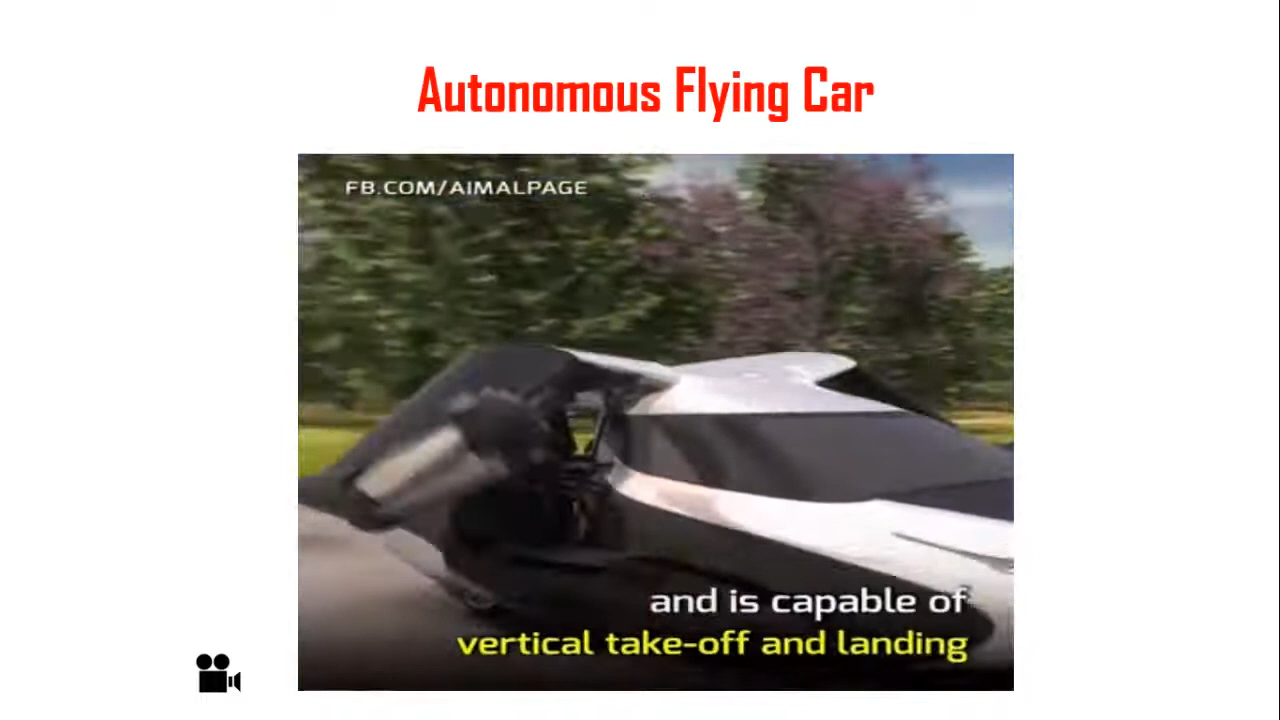 Autonomous Flying Car
FB.COM/AIMALPAGE
and is capable of
vertical take-off and landing